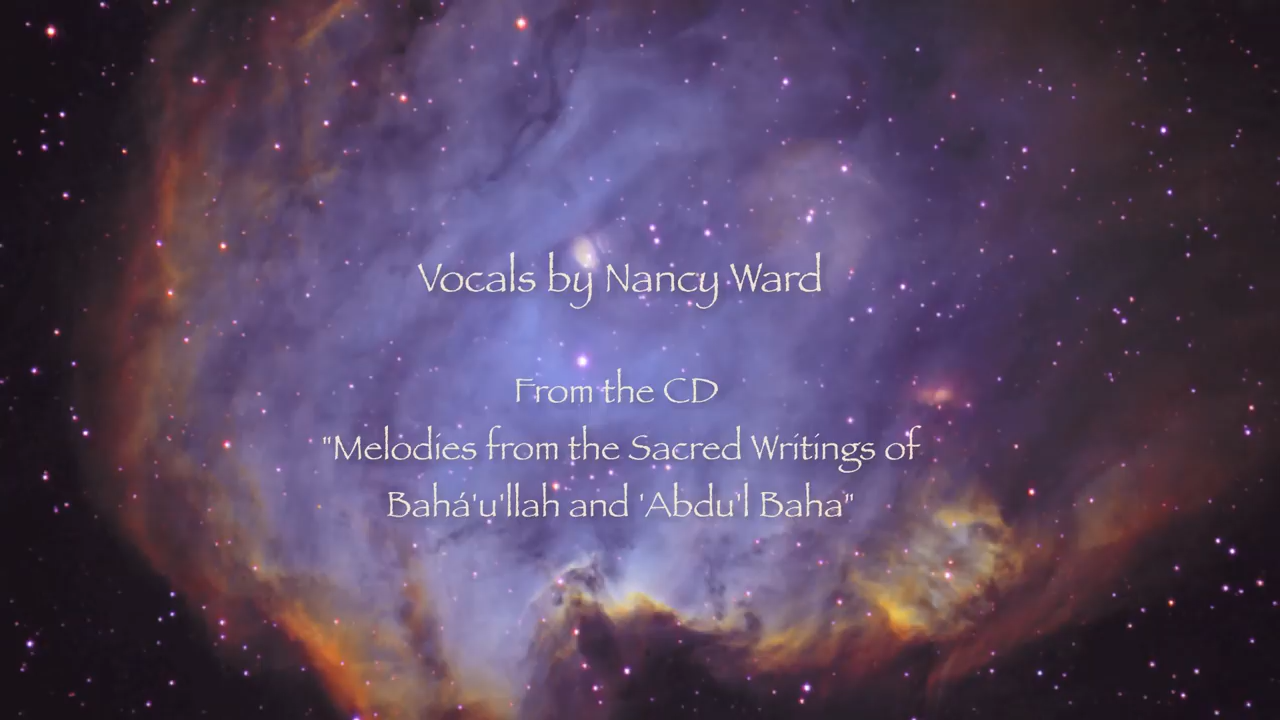 Vocals by Nancy Ward
From the CD
"Melodies from the Sacred Writings of
Bahá'u'llah and 'Abdu'l Baha"